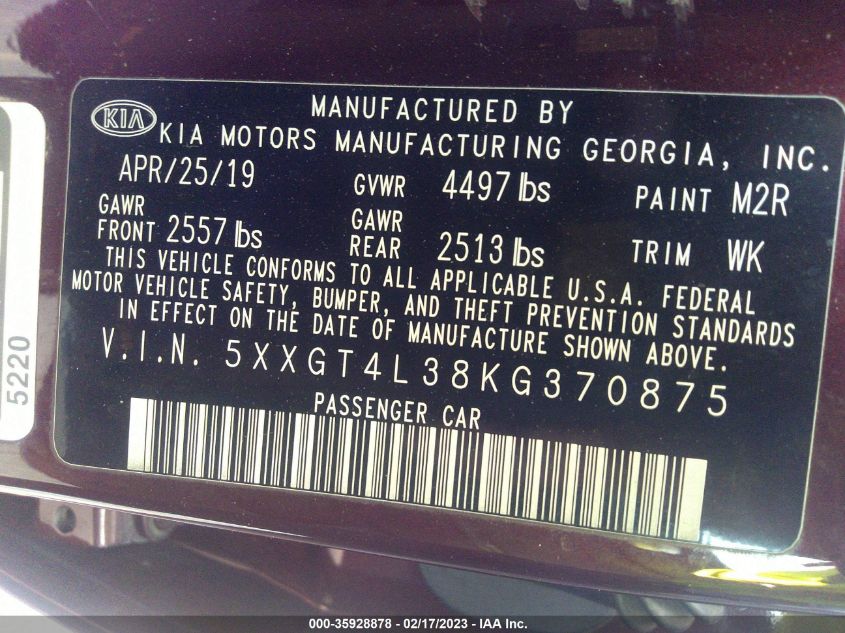 MANUFACTURED BY
KIA KIA MOTORS MANUFACTURING GEORGIA, INC.
APR/25/19 GVWR 4497 lbs PAINT M2R
GAWR FRONT 2557 lbs GAWR REAR 2513 lbs TRIM WK
THIS VEHICLE CONFORMS TO ALL APPLICABLE U.S.A. FEDERAL
MOTOR VEHICLE SAFETY, BUMPER, AND THEFT PREVENTION STANDARDS
IN EFFECT ON THE DATE OF MANUFACTURE SHOWN ABOVE.
V.I.N. 5XXGT4L38KG370875
PASSENGER CAR
5220
000-35928878 - 02/17/2023 - IAA Inc.